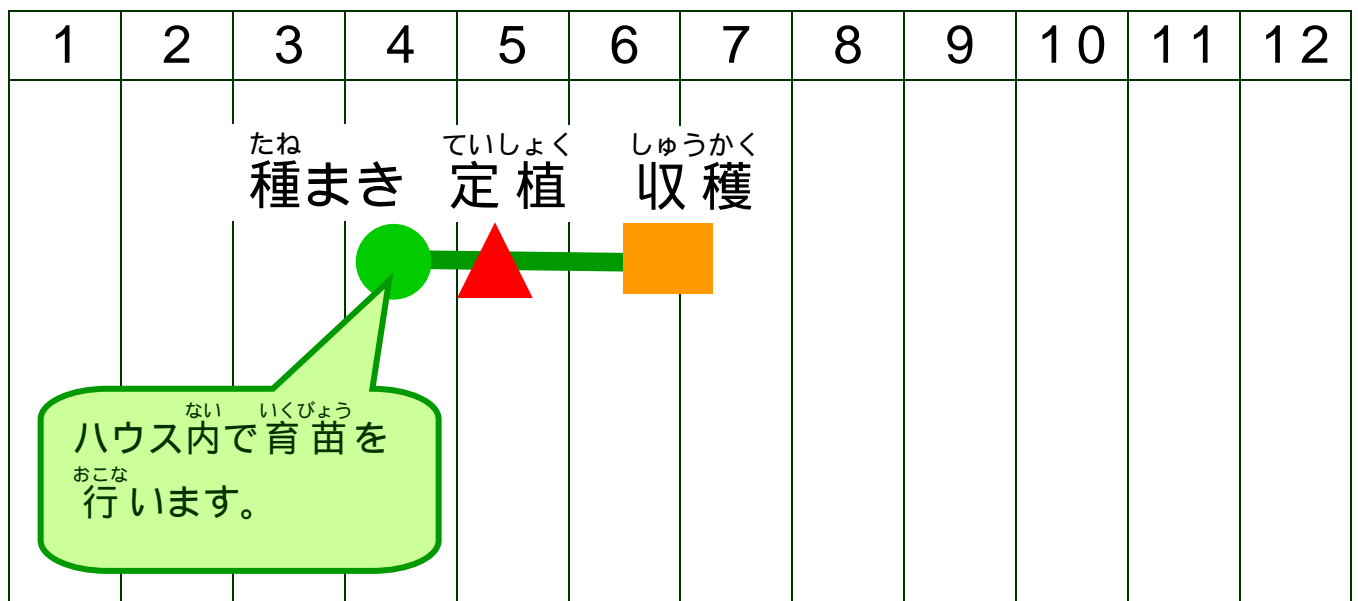 1 2 3 4 5 6 7 8 9 10 11 12
たね ていしょく しゅうかく
種まき 定植 収穫
ない いくびょう
ハウス内で育苗を
おこな
行います。